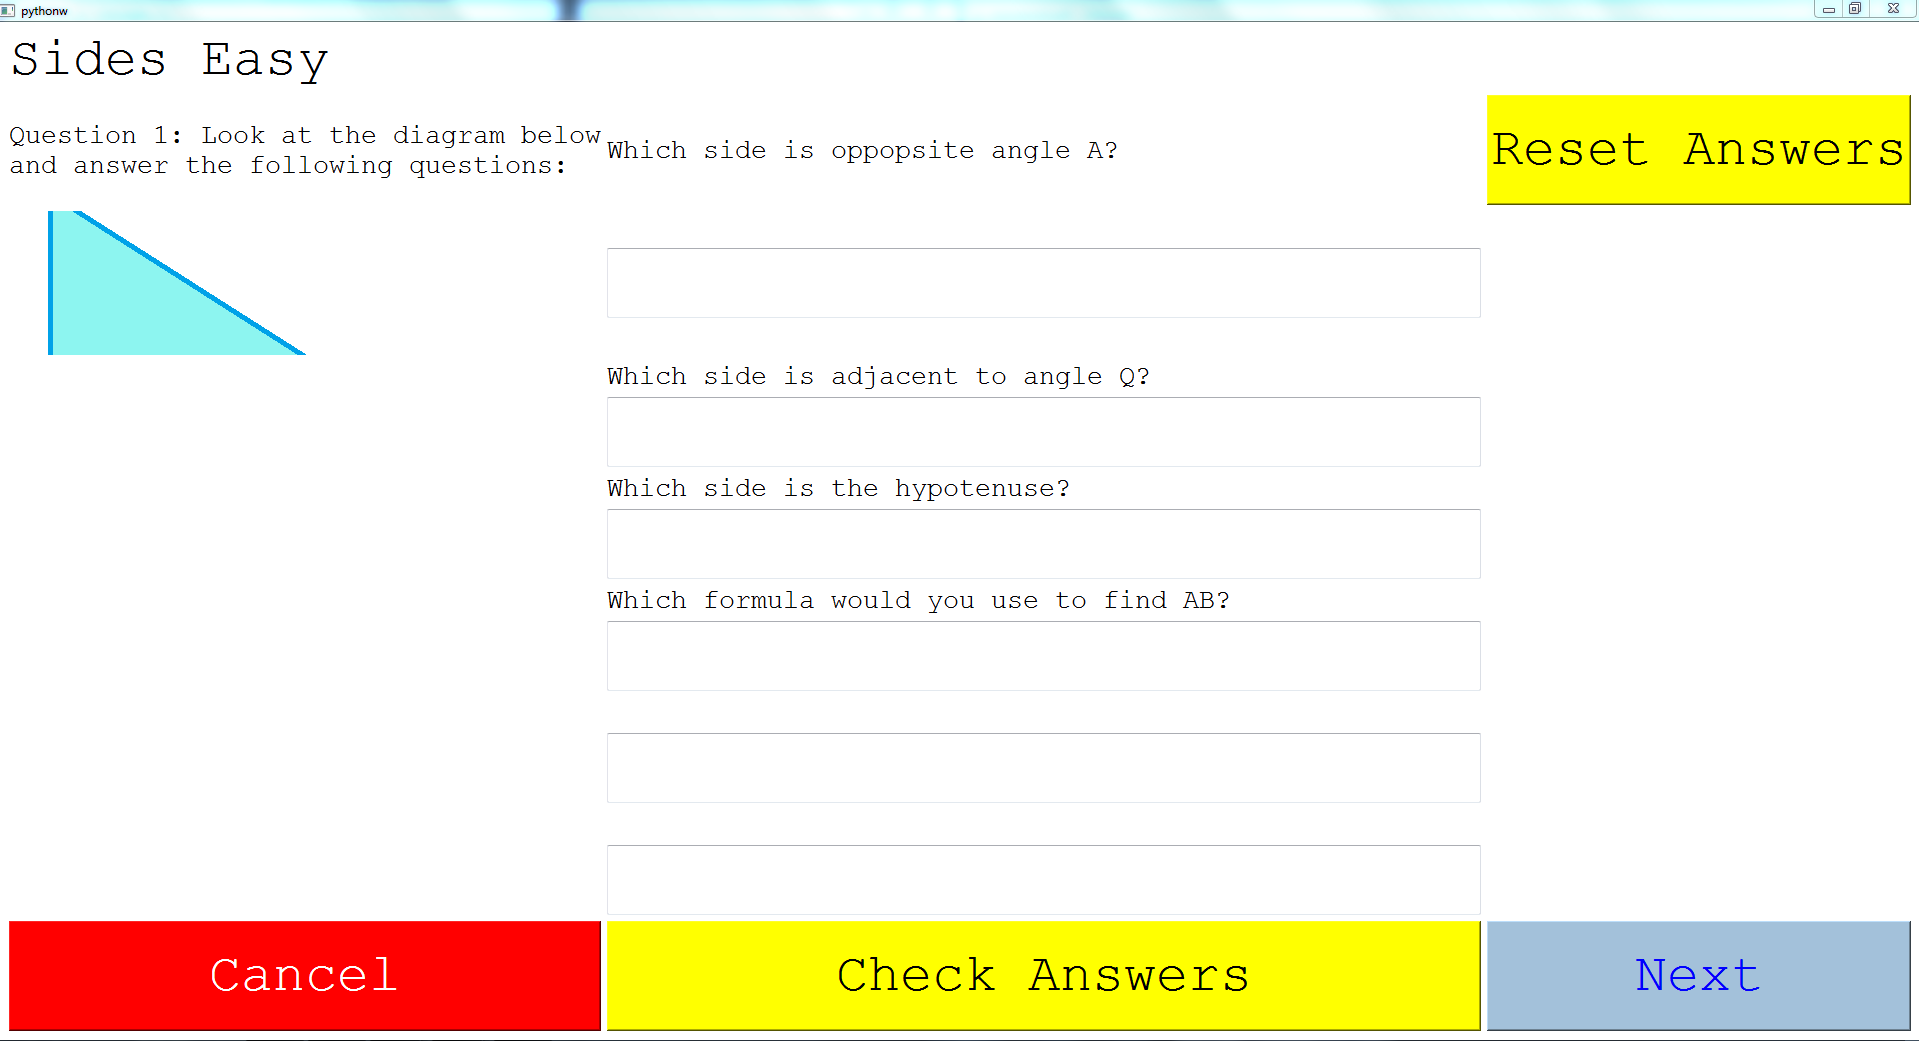 pythonw
Sides Easy
Question 1: Look at the diagram below
and answer the following questions:
Which side is oppopsite angle A?
Reset Answers
Which side is adjacent to angle Q?
Which side is the hypotenuse?
Which formula would you use to find AB?
Cancel
Check Answers
Next